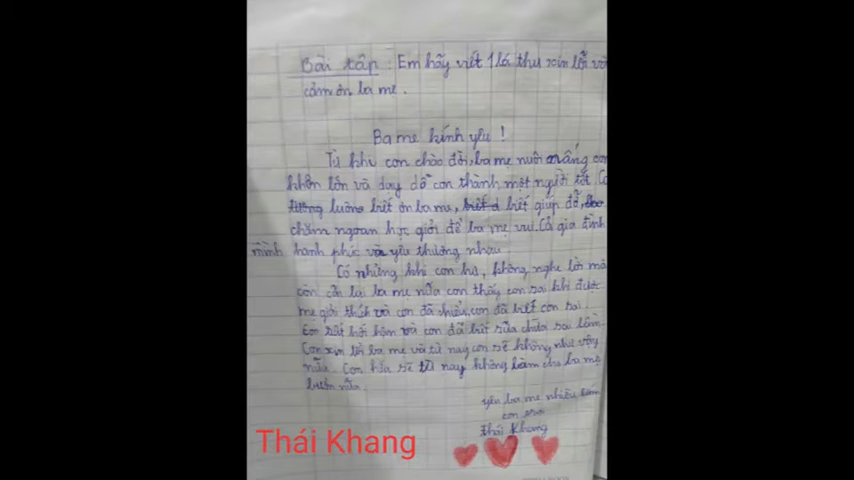 Bài tập : Em hãy viết 1 lá thư xin lỗi và
cảm ơn ba mẹ.
Ba mẹ kính yêu !
Từ khi con chào đời, ba mẹ nuôi nấng con
khôn lớn và dạy dỗ con thành một người tốt. Co
luôn biết ơn ba mẹ, biết giúp đỡ,
chăm ngoan học giỏi để ba mẹ vui. Cả gia đình
mình hạnh phúc và yêu thương nhau.
Có những khi con hư, không nghe lời mà
còn cãi lại ba mẹ nữa con thấy con sai khi được
mẹ giải thích và con đã hiểu, con đã biết con sai.
Con rất hối hận và con đã biết sửa chữa sai lầm.
Con xin lỗi ba mẹ và từ nay con sẽ không như vậy
nữa. Con hứa sẽ từ nay không làm cho ba mẹ
buồn nữa.
yêu ba mẹ nhiều lắm
con trai
Thái Khang
Thái Khang